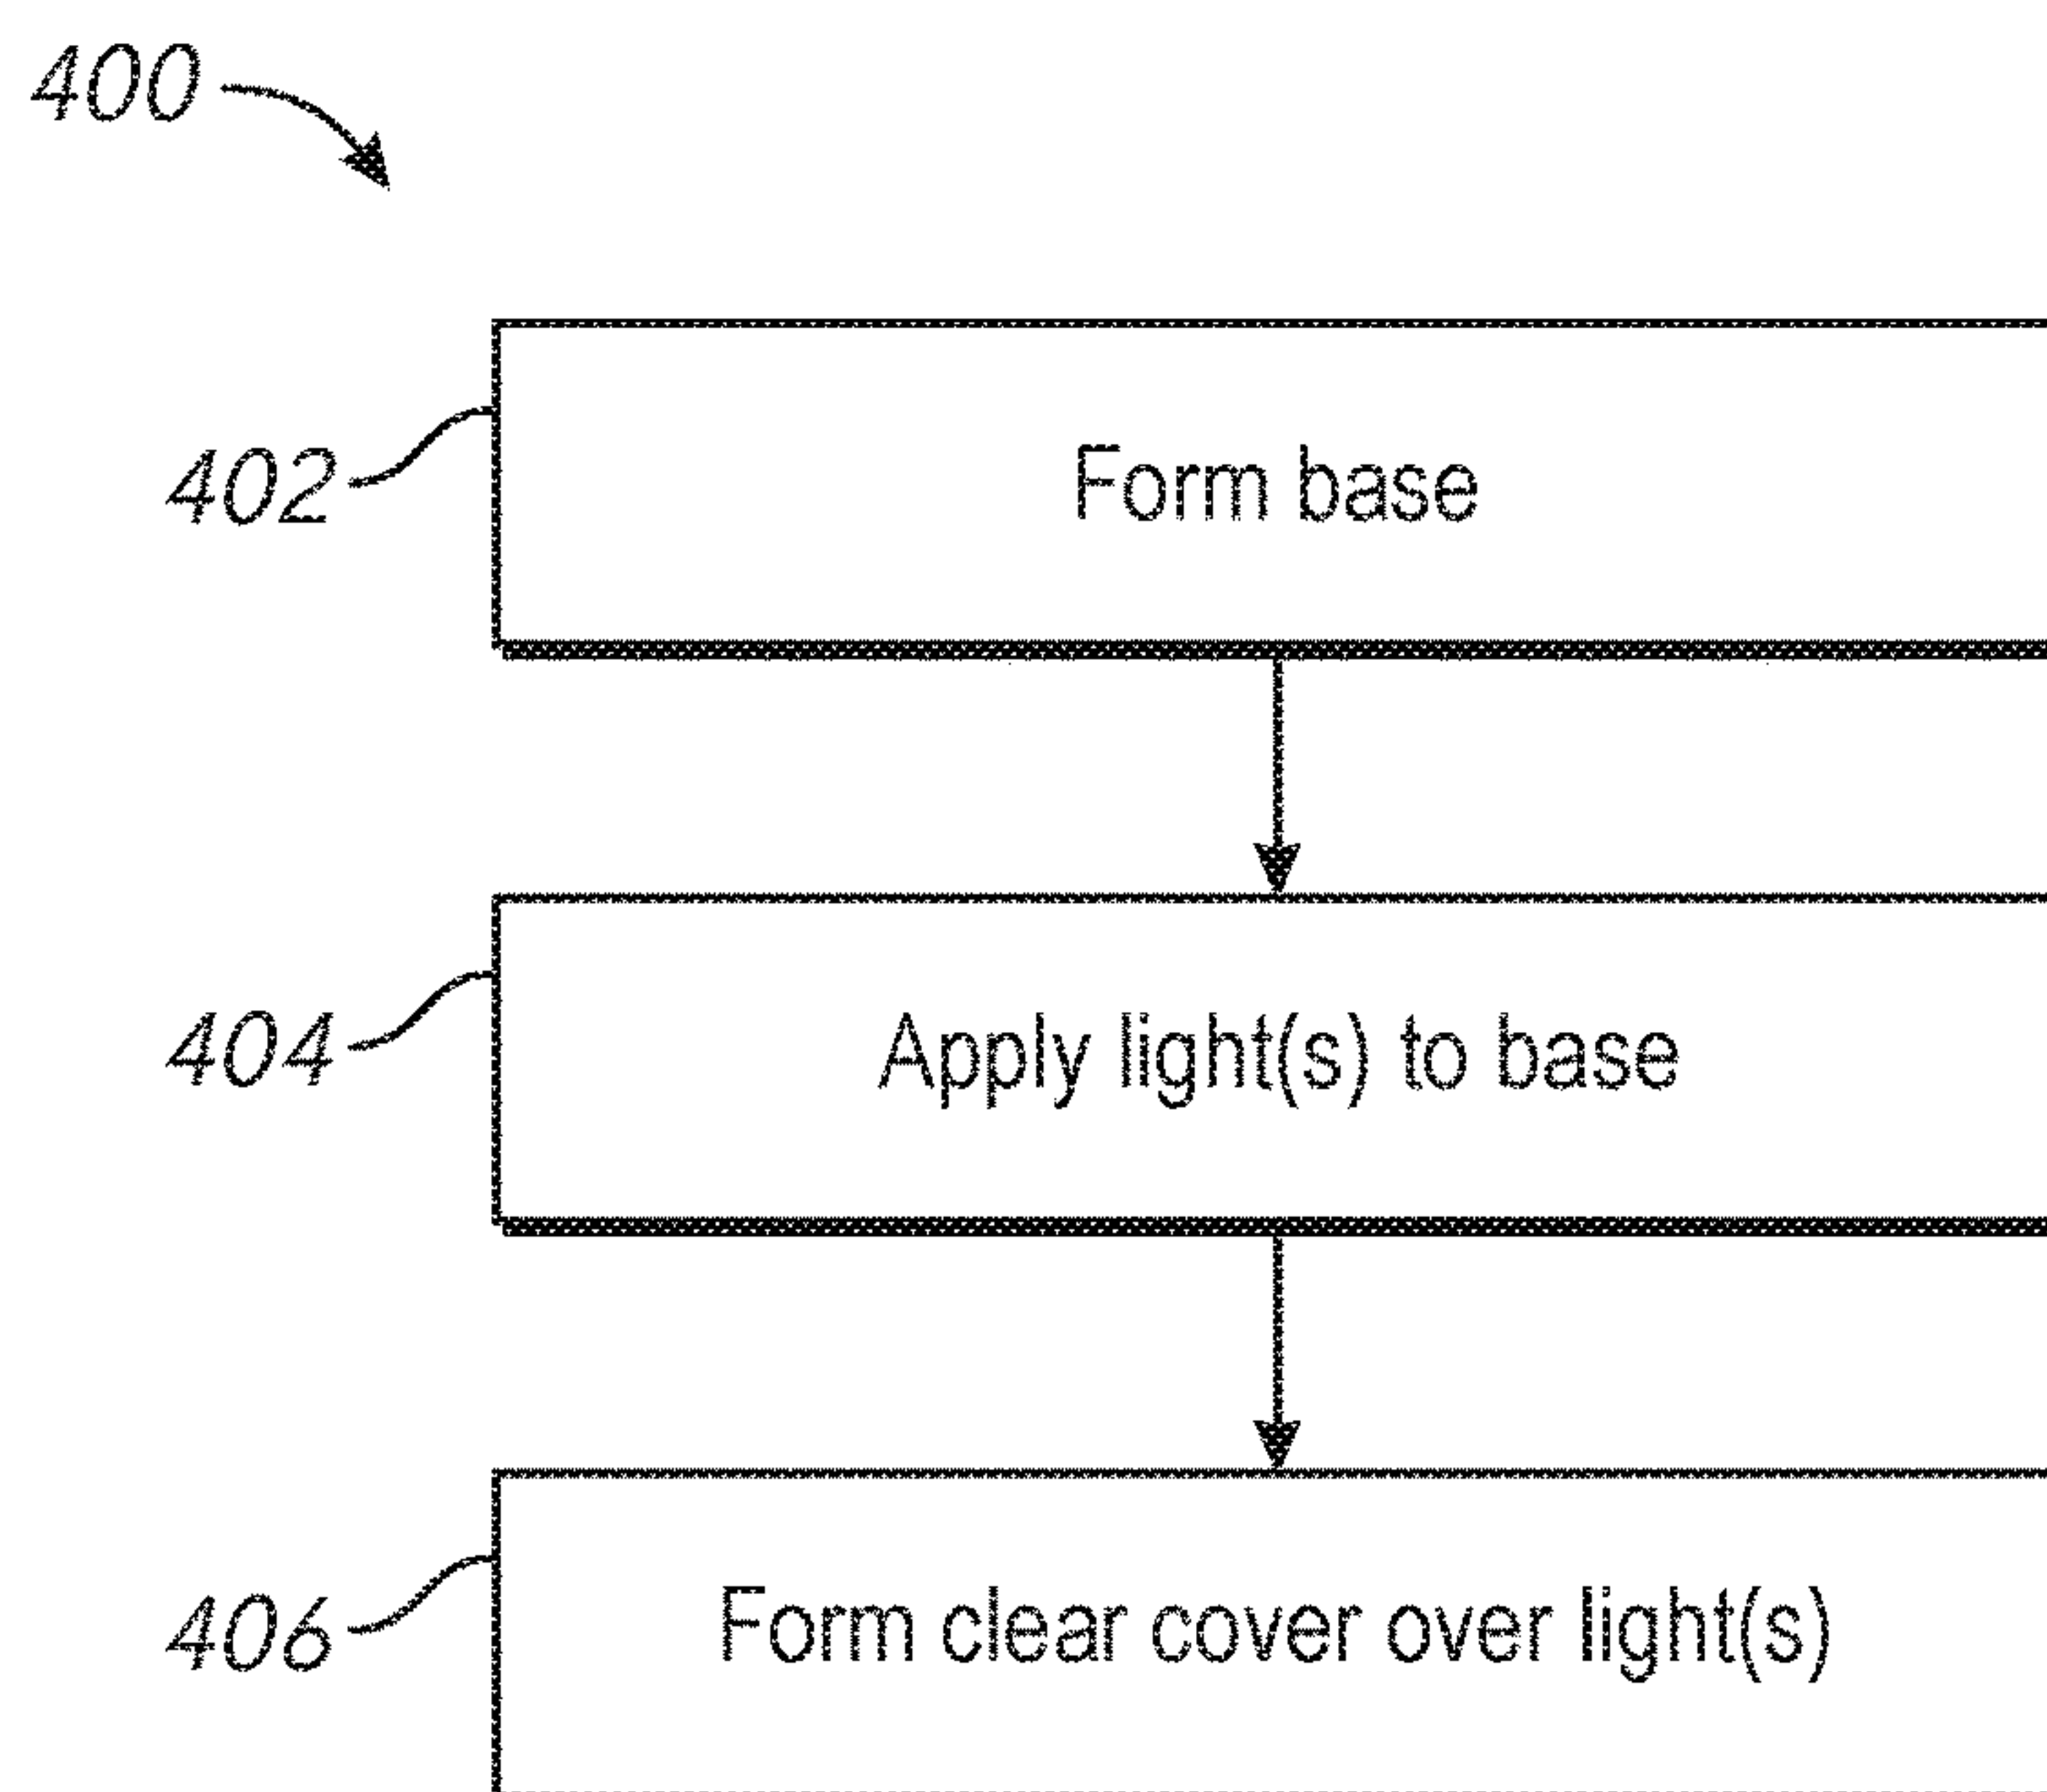 400
402
Form base
404
Apply light(s) to base
406
Form clear cover over light(s)